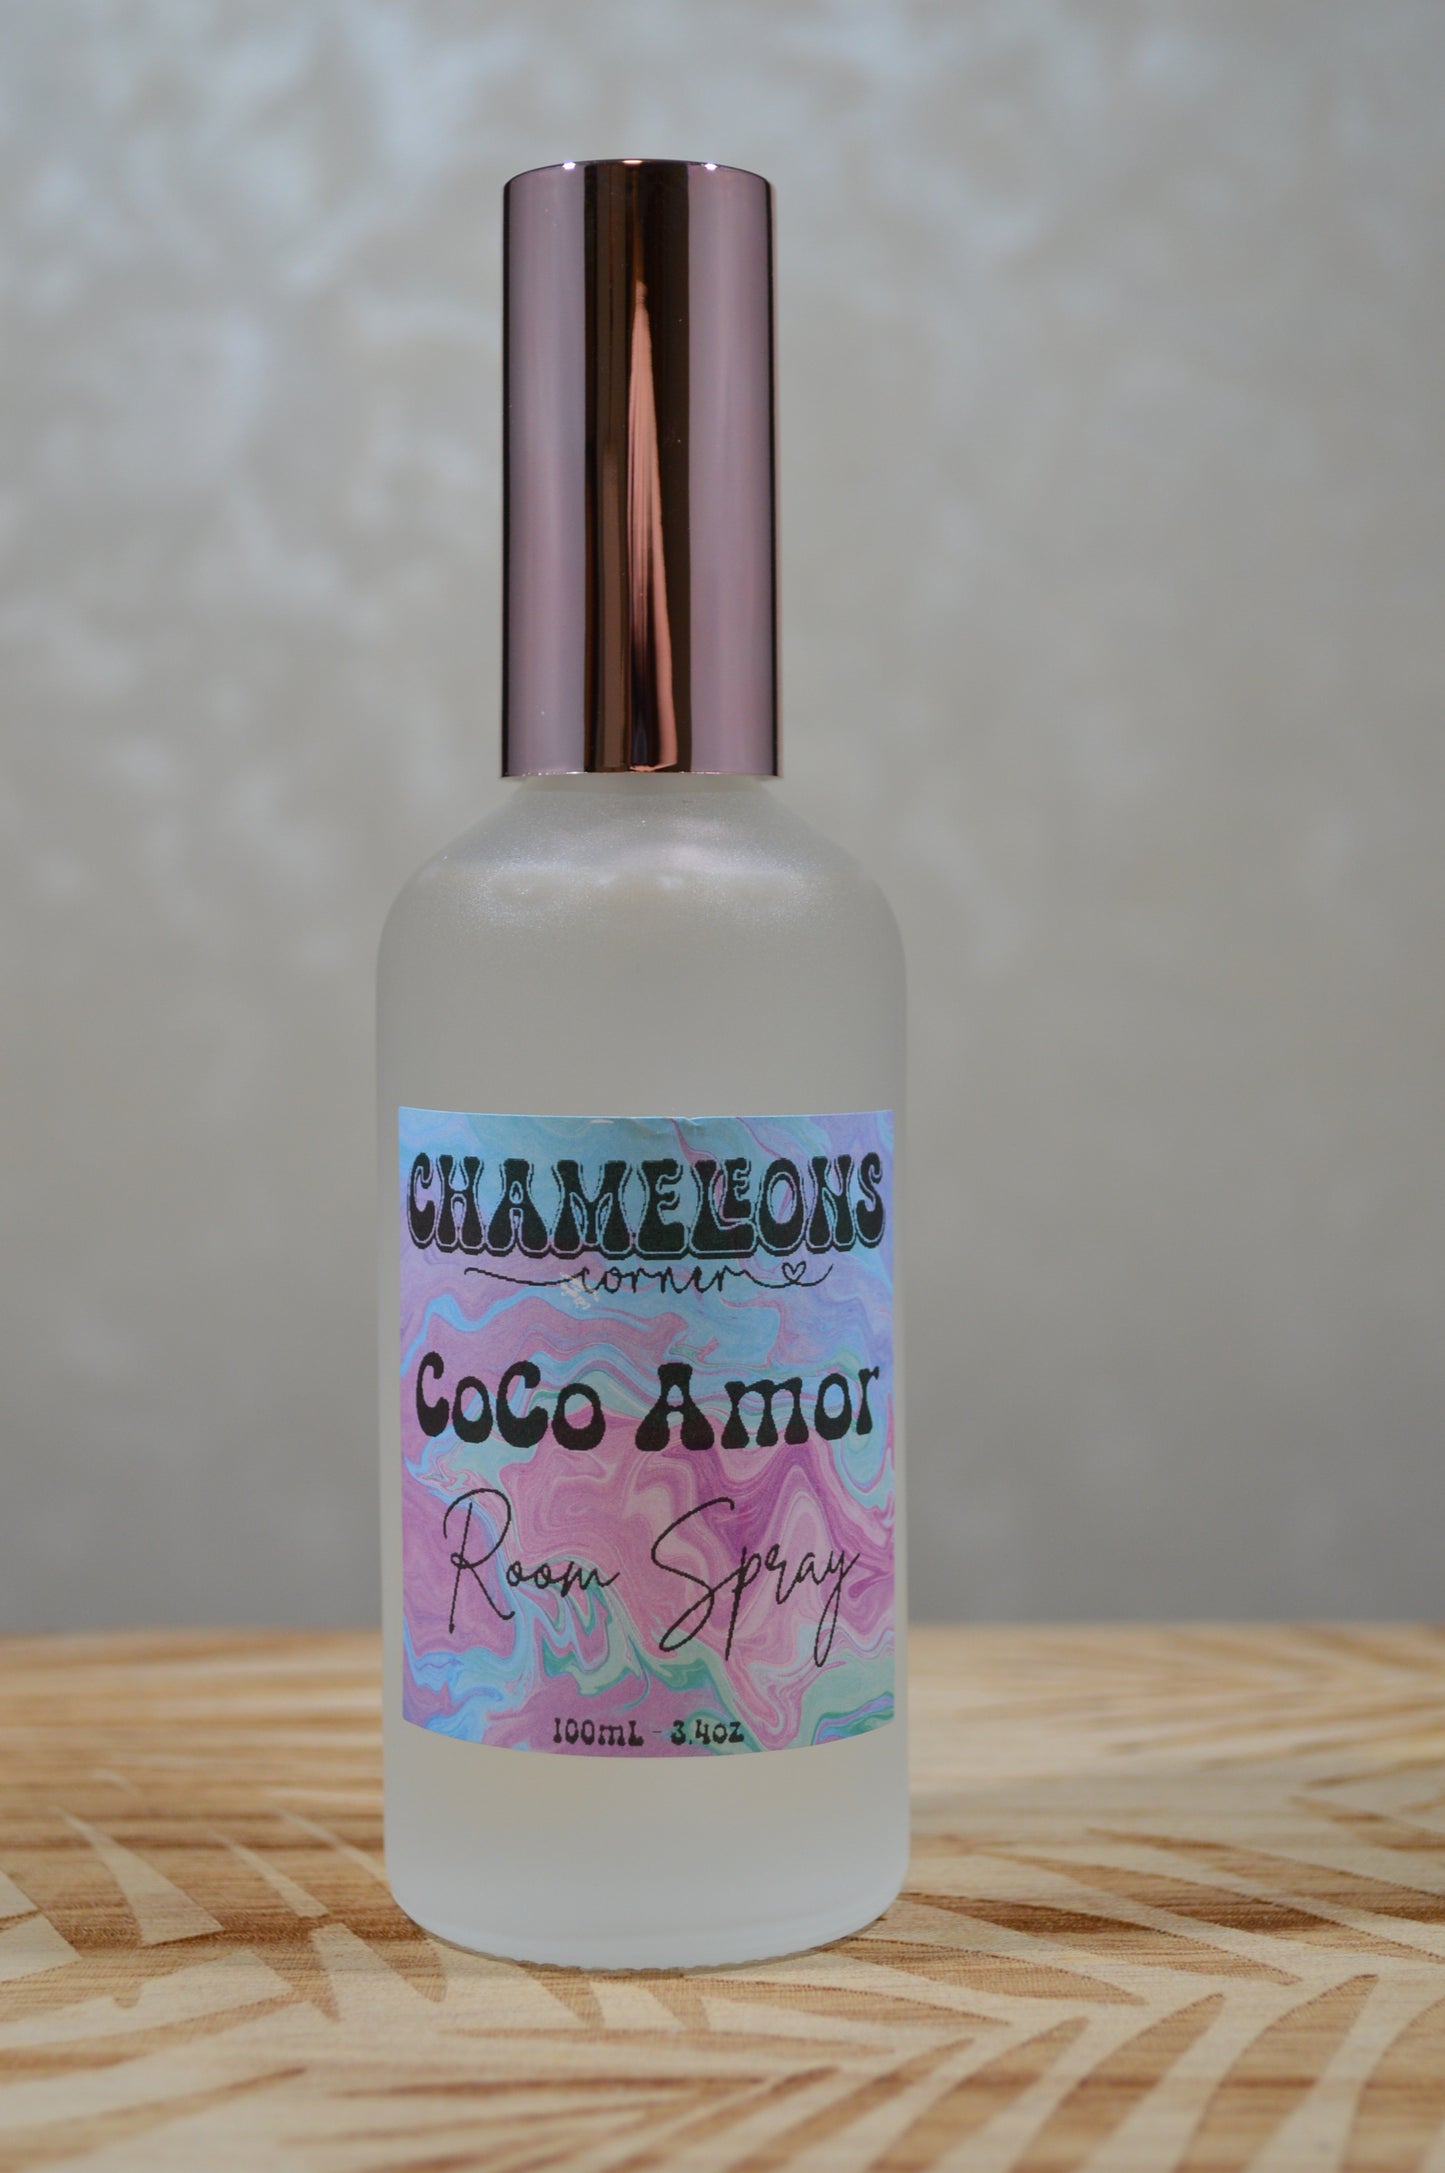 CHAMELEONS
corner
CoCo Amor
Room Spray
100mL - 3.4oz